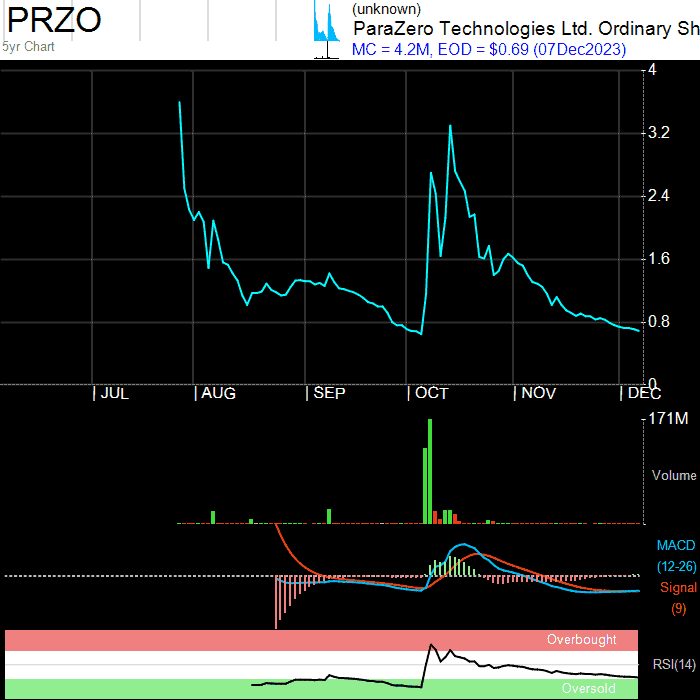 PRZO
5yr Chart
(unknown)
ParaZero Technologies Ltd. Ordinary Sh
MC = 4.2M, EOD = $0.69 (07Dec2023)
4
3.2
2.4
1.6
0.8
0
| JUL | AUG | SEP | OCT | NOV | DEC
171M
Volume
MACD
(12-26)
Signal
(9)
Overbought
RSI(14)
Oversold